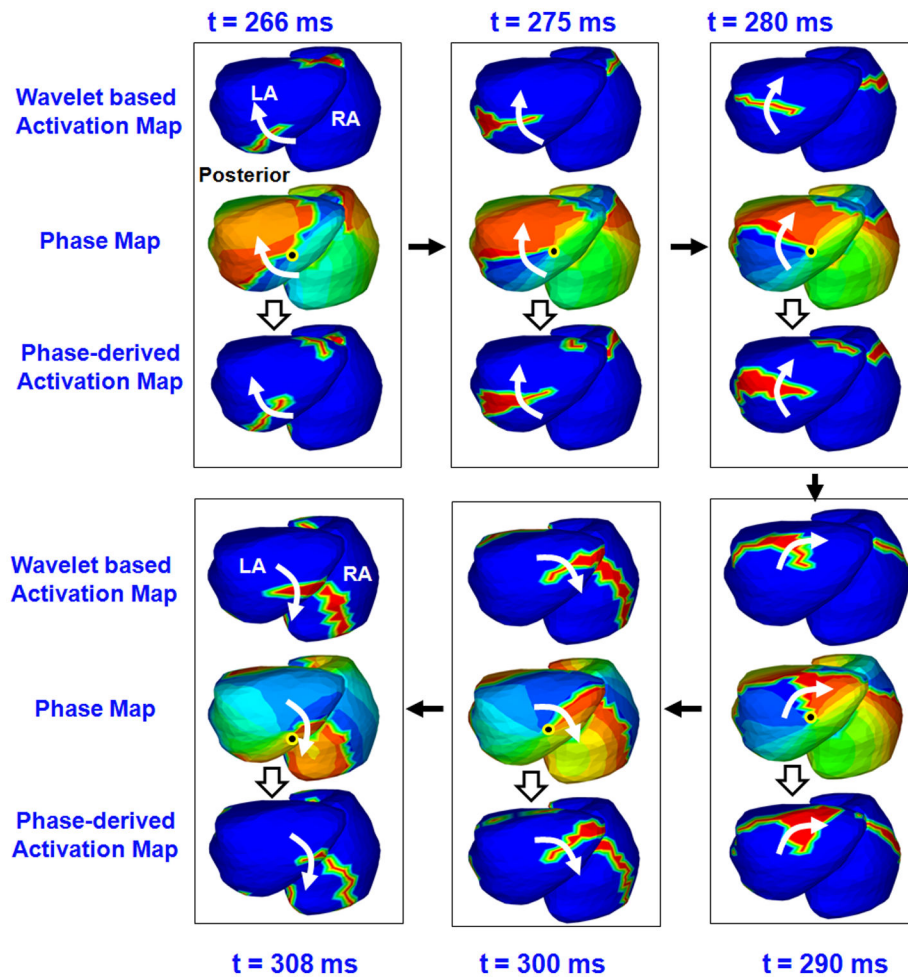 t = 266 ms
t = 275 ms
t = 280 ms
Wavelet based
Activation Map
LA
RA
Posterior
Phase Map
Phase-derived
Activation Map
Wavelet based
Activation Map
LA
RA
Phase Map
Phase-derived
Activation Map
t = 308 ms
t = 300 ms
t = 290 ms